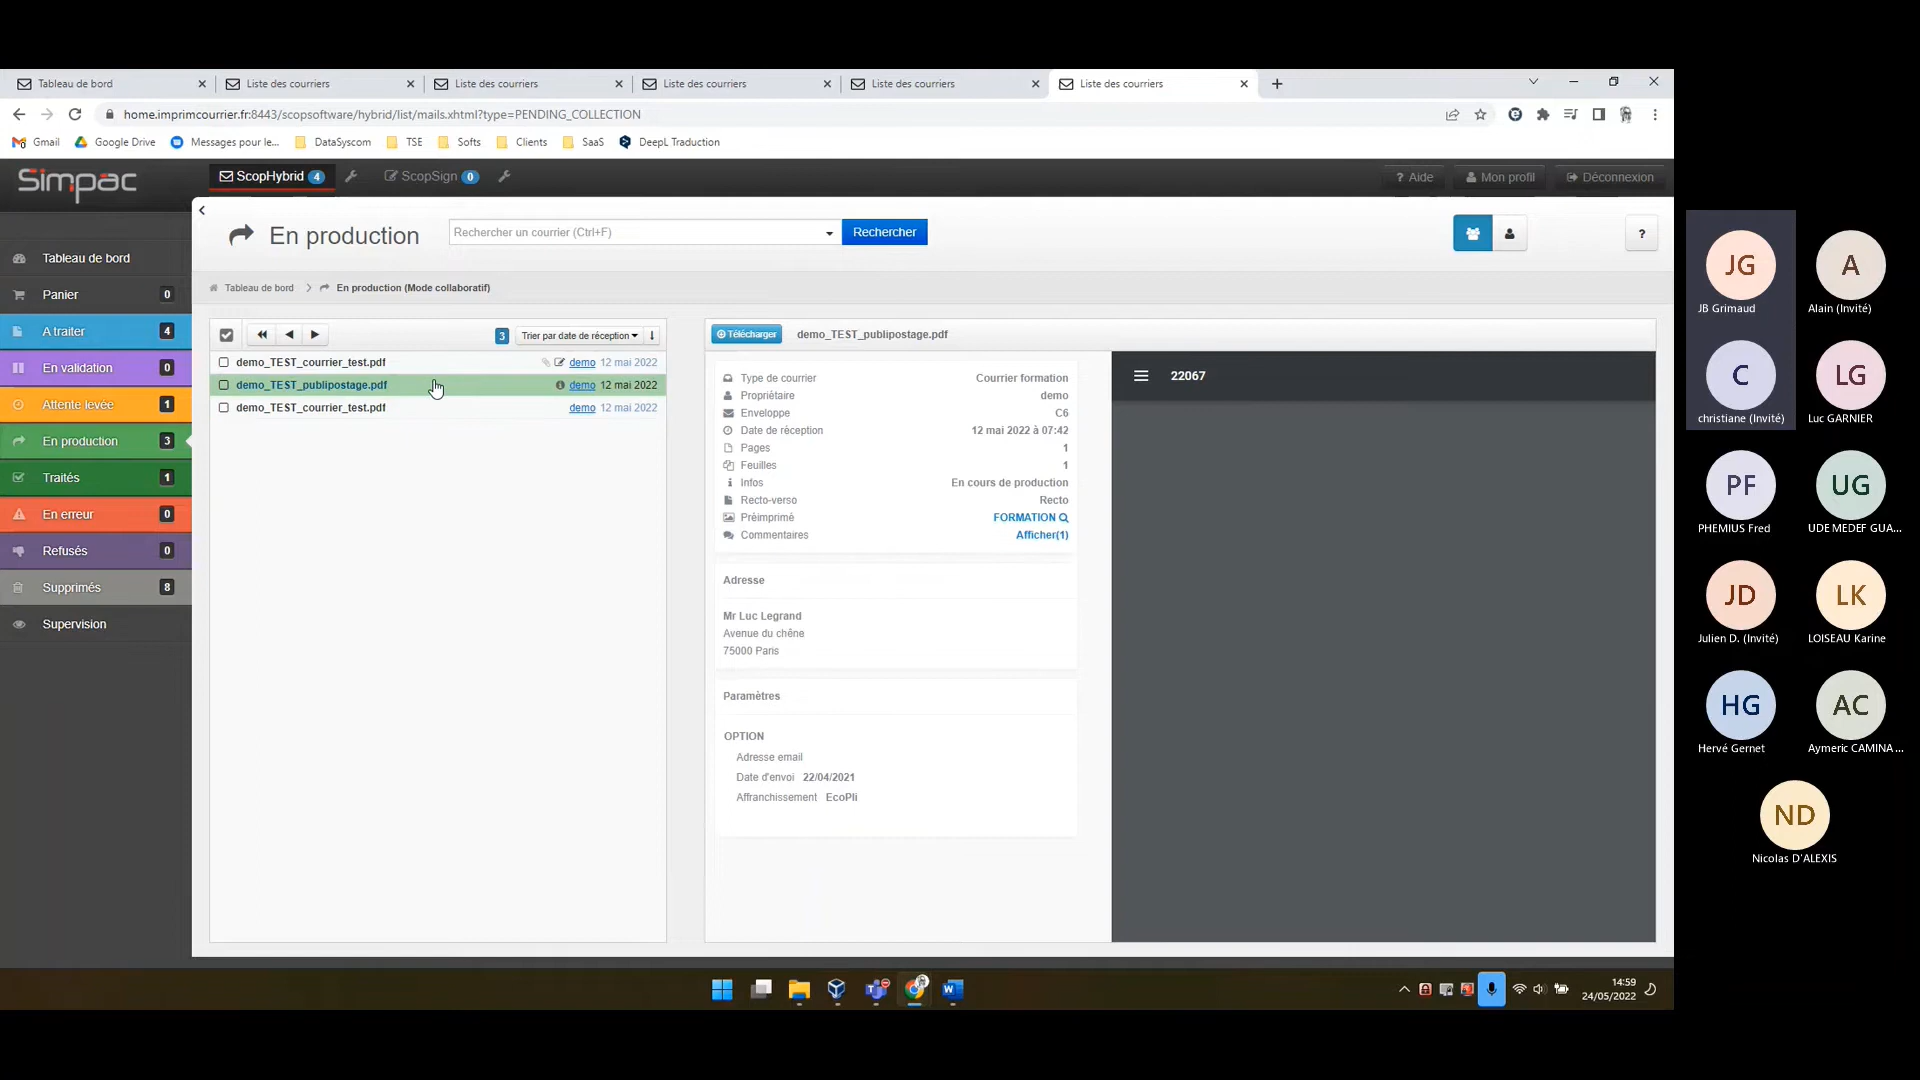 Tableau de bord
Liste des courriers
Liste des courriers
Liste des courriers
Liste des courriers
Liste des courriers
home.imprimcourrier.fr:8443/scopsoftware/hybrid/list/mails.xhtml?type=PENDING_COLLECTION
Gmail
Google Drive
Messages pour le...
DataSyscom
TSE
Softs
Clients
SaaS
DeepL Traduction
Simpac
ScopHybrid 4
ScopSign 0
? Aide
Mon profil
Déconnexion
Tableau de bord
Panier 0
A traiter 4
En validation 0
Attente levée 1
En production 3
Traités 1
En erreur 0
Refusés 0
Supprimés 8
Supervision
En production
Rechercher un courrier (Ctrl+F)
Rechercher
?
Tableau de bord
En production (Mode collaboratif)
3
Trier par date de réception
demo_TEST_courrier_test.pdf demo 12 mai 2022
demo_TEST_publipostage.pdf demo 12 mai 2022
demo_TEST_courrier_test.pdf demo 12 mai 2022
Télécharger
demo_TEST_publipostage.pdf
Type de courrier Courrier formation
Propriétaire demo
Enveloppe C6
Date de réception 12 mai 2022 à 07:42
Pages 1
Feuilles 1
Infos En cours de production
Recto-verso Recto
Préimprimé FORMATION
Commentaires Afficher(1)
Adresse
Mr Luc Legrand
Avenue du chêne
75000 Paris
Paramètres
OPTION
Adresse email
Date d'envoi 22/04/2021
Affranchissement EcoPli
22067
14:59
24/05/2022
JG
JB Grimaud
A
Alain (Invité)
C
christiane (Invité)
LG
Luc GARNIER
PF
PHEMIUS Fred
UG
UDE MEDEF GUA...
JD
Julien D. (Invité)
LK
LOISEAU Karine
HG
Hervé Gernet
AC
Aymeric CAMINA ...
ND
Nicolas D'ALEXIS